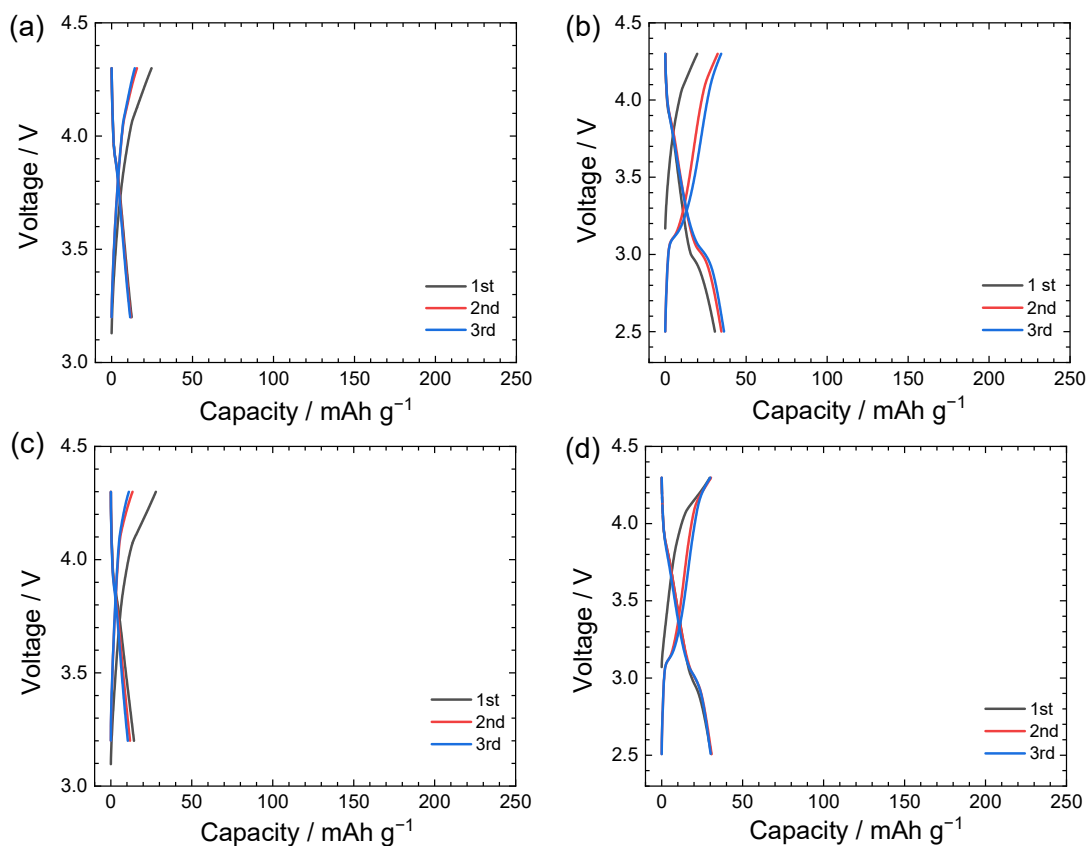 (a)
4.5
4.0
3.5
3.0
Voltage / V
1st
2nd
3rd
0 50 100 150 200 250
Capacity / mAh g⁻¹
(b)
4.5
4.0
3.5
3.0
2.5
Voltage / V
1 st
2nd
3rd
0 50 100 150 200 250
Capacity / mAh g⁻¹
(c)
4.5
4.0
3.5
3.0
Voltage / V
1st
2nd
3rd
0 50 100 150 200 250
Capacity / mAh g⁻¹
(d)
4.5
4.0
3.5
3.0
2.5
Voltage / V
1st
2nd
3rd
0 50 100 150 200 250
Capacity / mAh g⁻¹